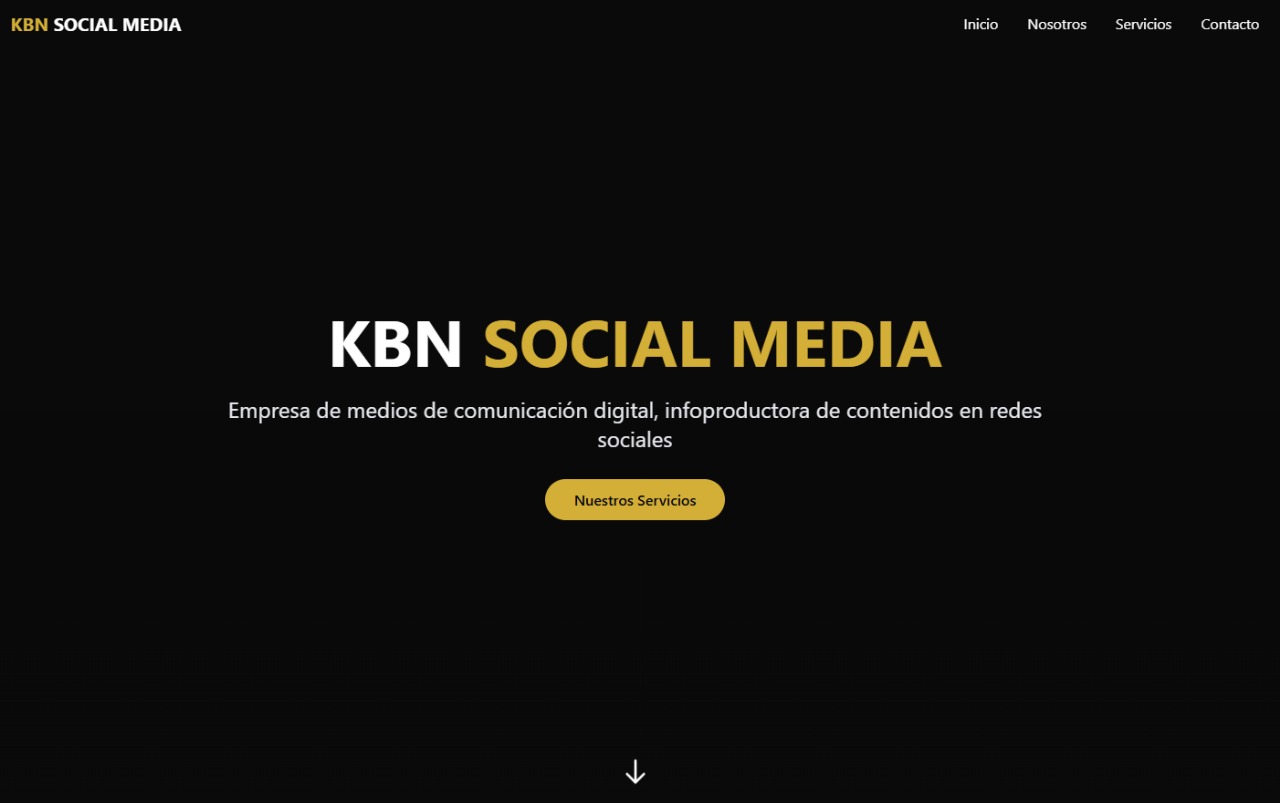 KBN SOCIAL MEDIA
Inicio
Nosotros
Servicios
Contacto
KBN SOCIAL MEDIA
Empresa de medios de comunicación digital, infoproductora de contenidos en redes
sociales
Nuestros Servicios